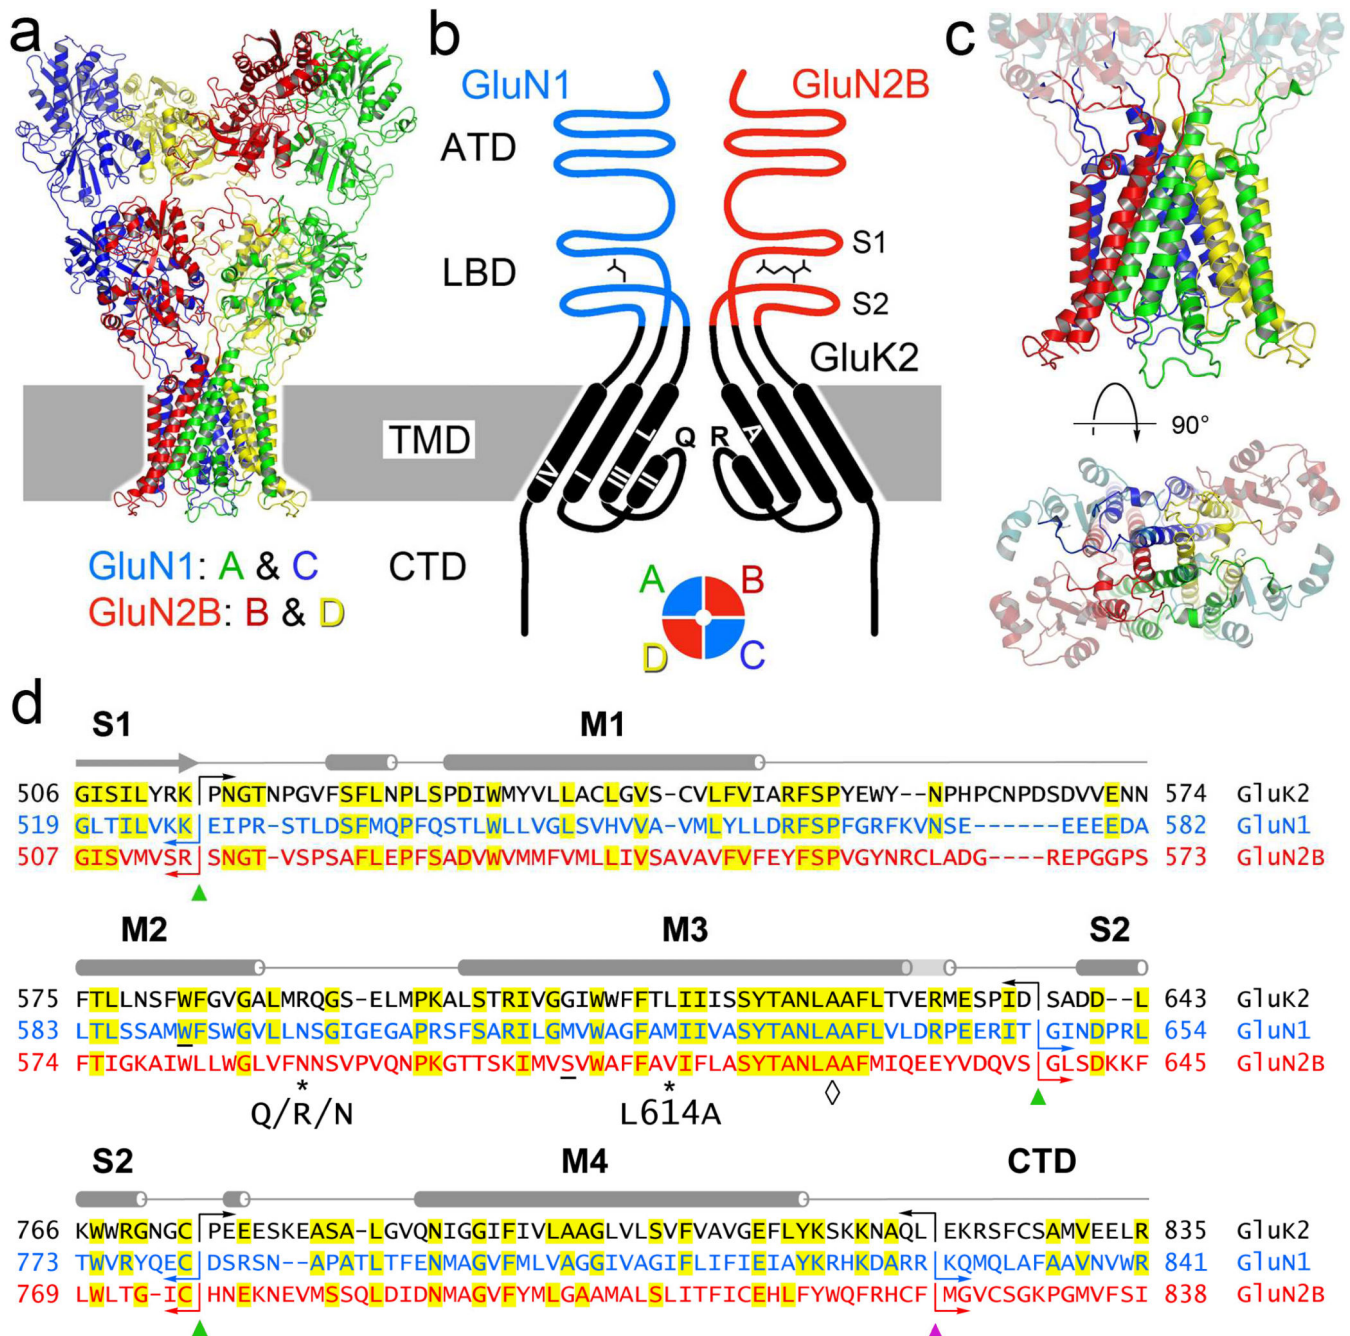 a
GluN1: A & C
GluN2B: B & D
b
GluN1 GluN2B
ATD
LBD
S1
S2
GluK2
TMD
CTD
IV I III II L Q R A
A B
D C
c
90°
d
S1 M1
506 GISILYRK PNGTNPGVFSFLNPLSPDIWMYVLLACLGVS-CVLFVIARFSPYEWY--NPHPCNPDSDVVENN 574 GluK2
519 GLTILVKK EIPR-STLDSFMQPFQSTLWLLVGLSVHVVA-VMLYLLDRFSPFGRFKVNSE------EEEEDA 582 GluN1
507 GISVMVSR SNGT-VSPSAFLEPFSADVWVMMFVMLLIVSAVAVFVFEYFSPVGYNRCLADG----REPGGPS 573 GluN2B
M2 M3 S2
575 FTLLNSFWFGVGALMRQGS-ELMPKALSTRIVGGIWWFFTLIIISSYTANLAAFLTVERMESPID SADD--L 643 GluK2
583 LTLSSAMWFSWGVLLNSGIGEGAPRSFSARILGMVWAGFAMIIVASYTANLAAFLVLDRPEERIT GINDPRL 654 GluN1
574 FTIGKAIWLLWGLVFNNSVPVQNPKGTTSKIMVSVWAFFAVIFLASYTANLAAFMIQEEYVDQVS GLSDKKF 645 GluN2B
* * ◊
Q/R/N L614A
S2 M4 CTD
766 KWWRGNGC PEEESKEASA-LGVQNIGGIFIVLAAGLVLSVFVAVGEFLYKSKKNAQL EKRSFCSAMVEELR 835 GluK2
773 TWVRYQEC DSRSN--APATLTFENMAGVFMLVAGGIVAGIFLIFIEIAYKRHKDARR KQMQLAFAAVNVWR 841 GluN1
769 LWLTG-IC HNEKNEVMSSQLDIDNMAGVFYMLGAAMALSLITFICEHLFYWQFRHCF MGVCSGKPGMVFSI 838 GluN2B